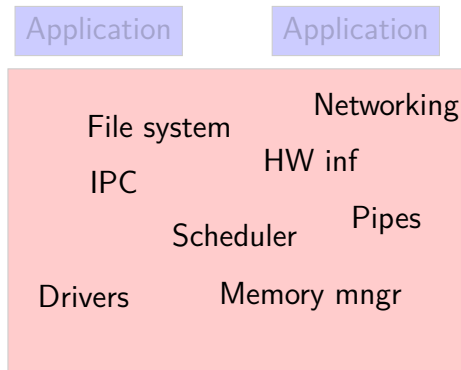 Application
Application
Networking
File system
HW inf
IPC
Pipes
Scheduler
Drivers
Memory mngr